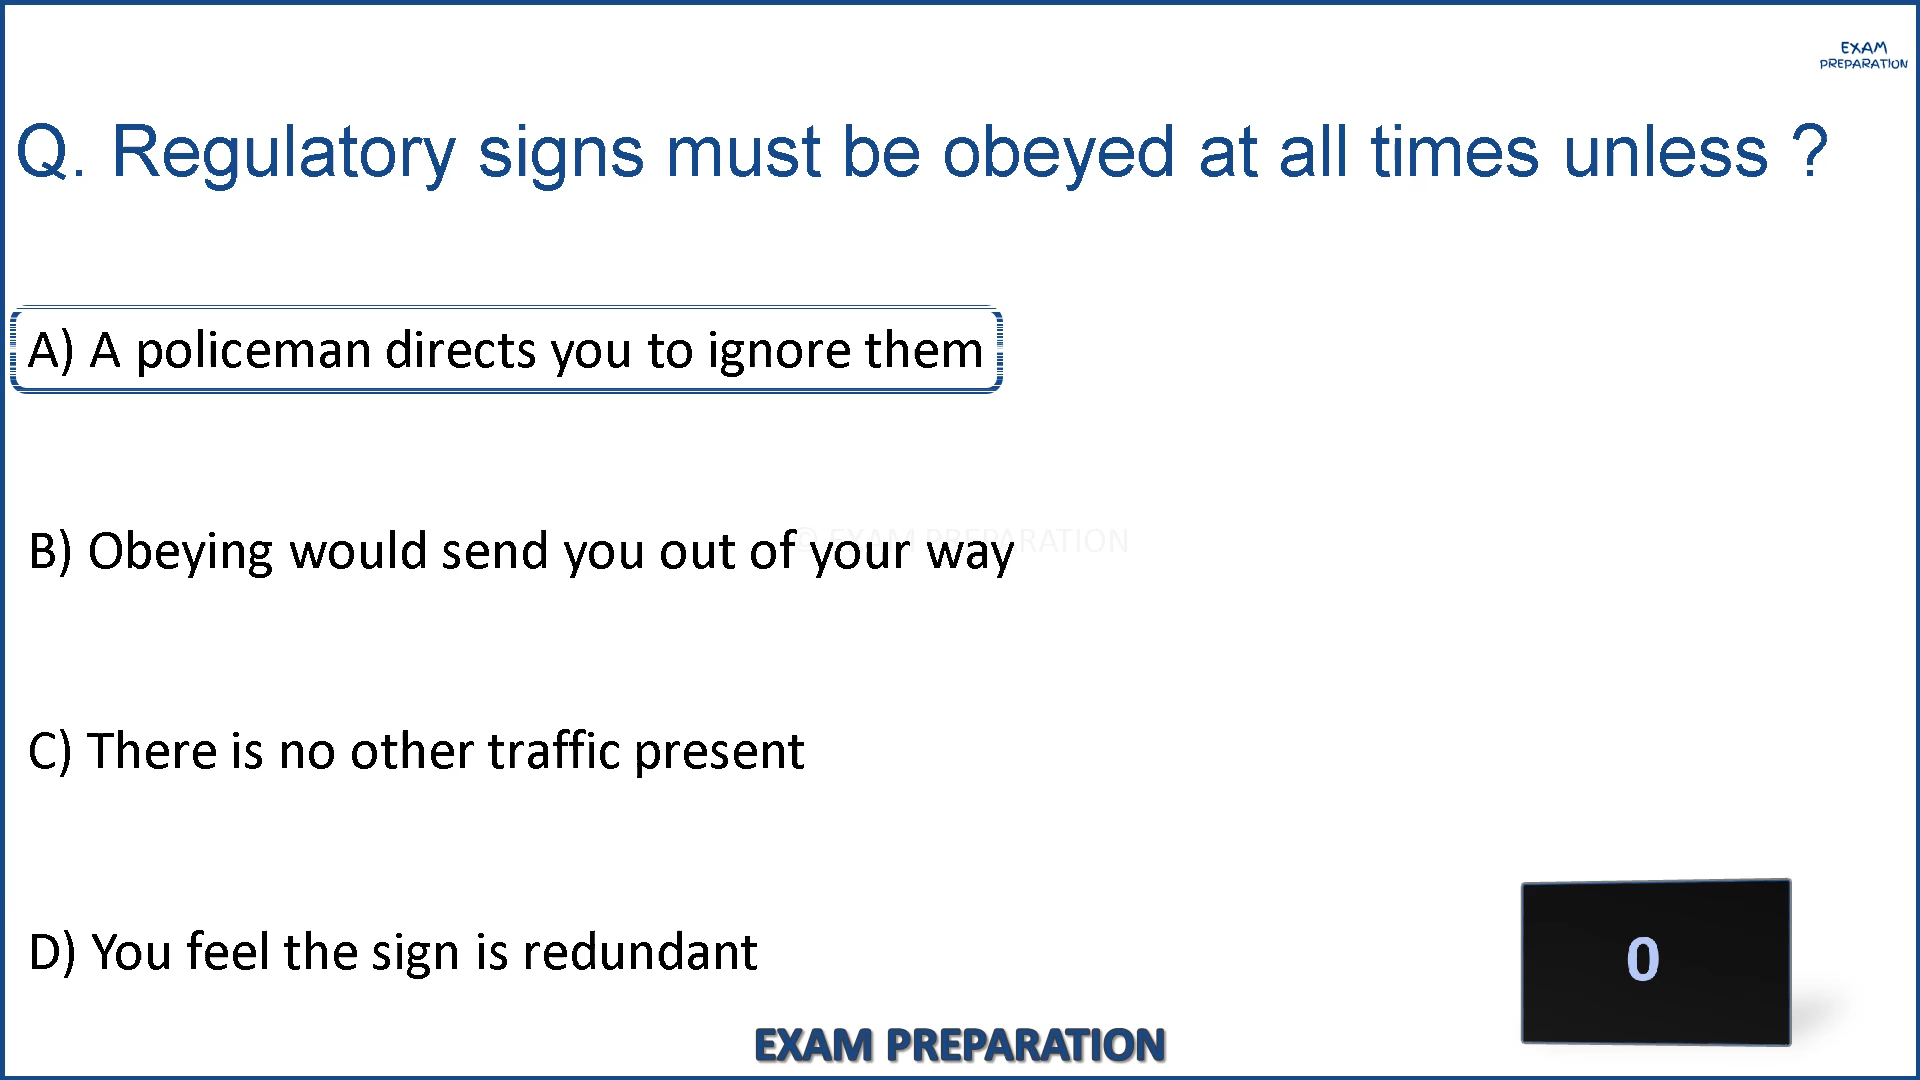 EXAM
PREPARATION
Q. Regulatory signs must be obeyed at all times unless ?
A) A policeman directs you to ignore them
B) Obeying would send you out of your way
© EXAM PREPARATION
C) There is no other traffic present
D) You feel the sign is redundant
0
EXAM PREPARATION